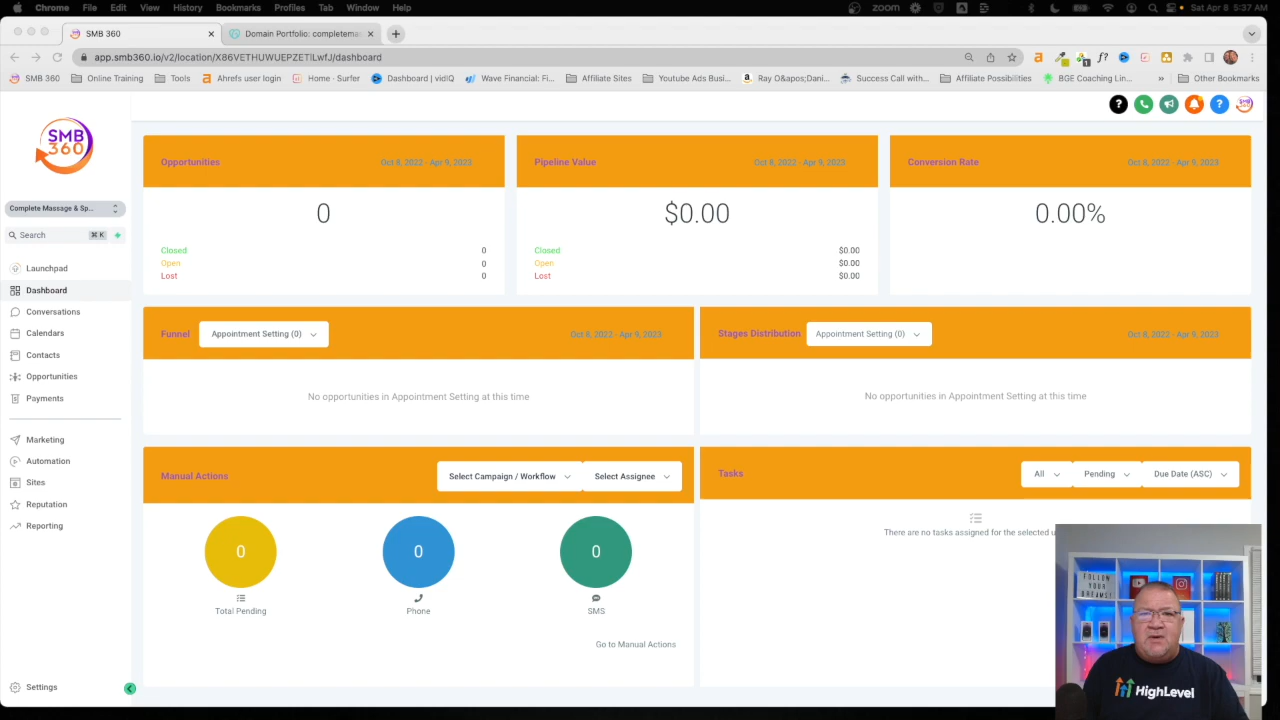 Chrome File Edit View History Bookmarks Profiles Tab Window Help zoom Sat Apr 8 5:37 AM
SMB 360 Domain Portfolio: completemas
app.smb360.io/v2/location/X86VETHUWUEPZETiLwfJ/dashboard
SMB 360 Online Training Tools Ahrefs user login Home · Surfer Dashboard | vidIQ Wave Financial: Fi... Affiliate Sites Youtube Ads Busi... Ray O&apos;Dani... Success Call with... Affiliate Possibilities BGE Coaching Lin... » Other Bookmarks
SMB
360
Complete Massage & Sp...
Search ⌘ K
Launchpad
Dashboard
Conversations
Calendars
Contacts
Opportunities
Payments
Marketing
Automation
Sites
Reputation
Reporting
Settings
Opportunities Oct 8, 2022 - Apr 9, 2023
0
Closed 0
Open 0
Lost 0
Pipeline Value Oct 8, 2022 - Apr 9, 2023
$0.00
Closed $0.00
Open $0.00
Lost $0.00
Conversion Rate Oct 8, 2022 - Apr 9, 2023
0.00%
Funnel Appointment Setting (0) Oct 8, 2022 - Apr 9, 2023
No opportunities in Appointment Setting at this time
Stages Distribution Appointment Setting (0) Oct 8, 2022 - Apr 9, 2023
No opportunities in Appointment Setting at this time
Manual Actions Select Campaign / Workflow Select Assignee
0 0 0
Total Pending Phone SMS
Go to Manual Actions
Tasks All Pending Due Date (ASC)
There are no tasks assigned for the selected u
FOLLOW
YOUR
DREAMS!
HighLevel